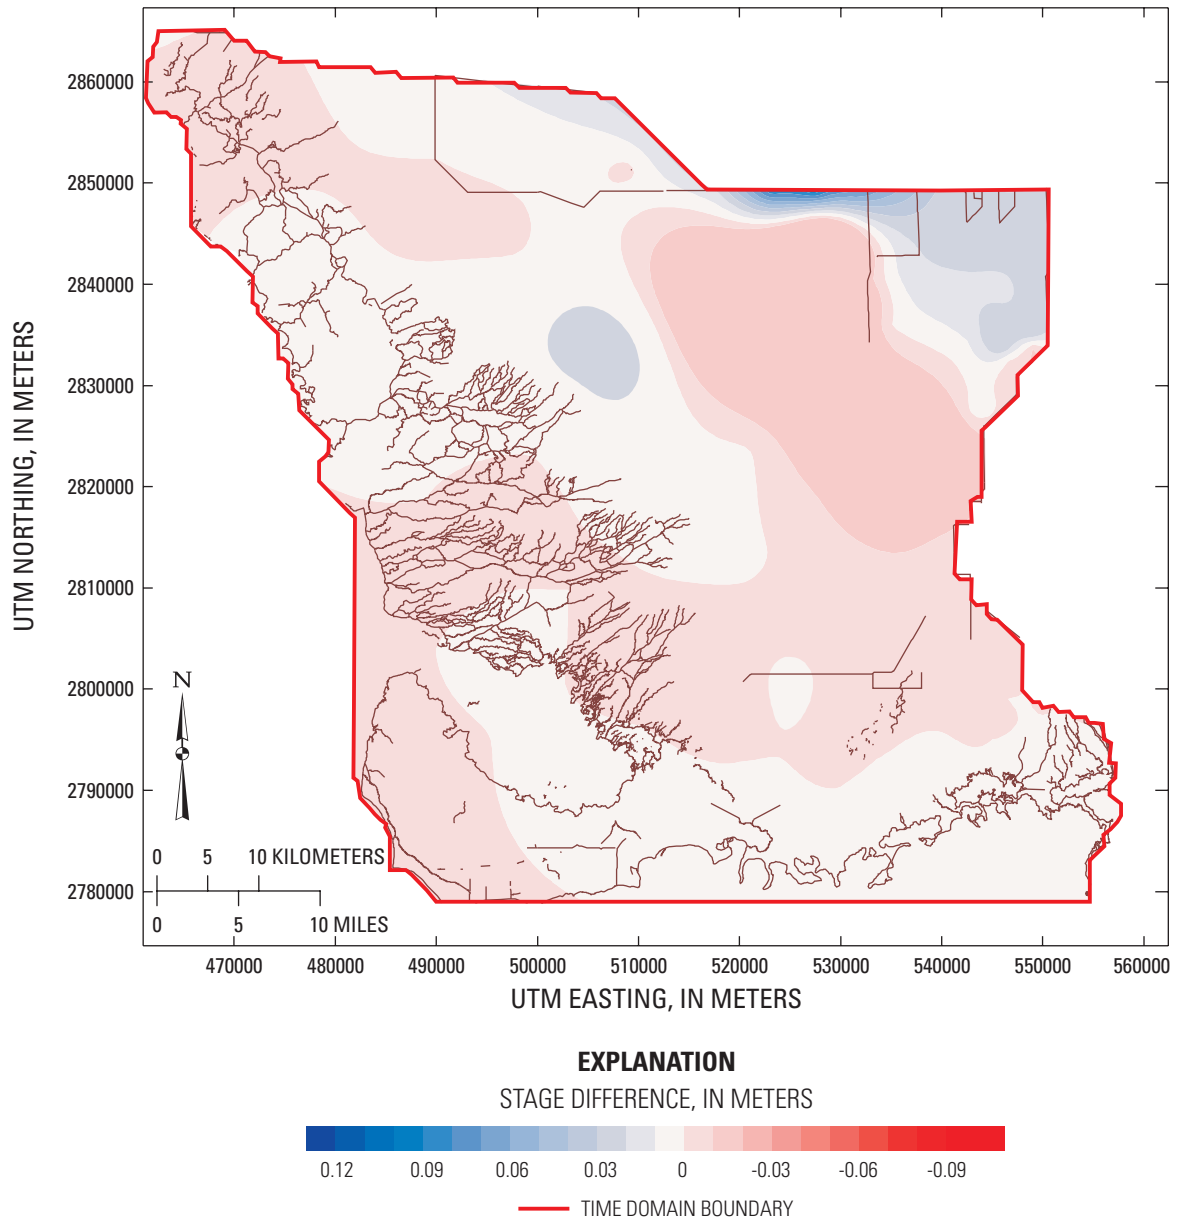 2860000
2850000
2840000
2830000
2820000
2810000
2800000
2790000
2780000
UTM NORTHING, IN METERS
N
0 5 10 KILOMETERS
0 5 10 MILES
470000 480000 490000 500000 510000 520000 530000 540000 550000 560000
UTM EASTING, IN METERS
EXPLANATION
STAGE DIFFERENCE, IN METERS
0.12 0.09 0.06 0.03 0 -0.03 -0.06 -0.09
TIME DOMAIN BOUNDARY